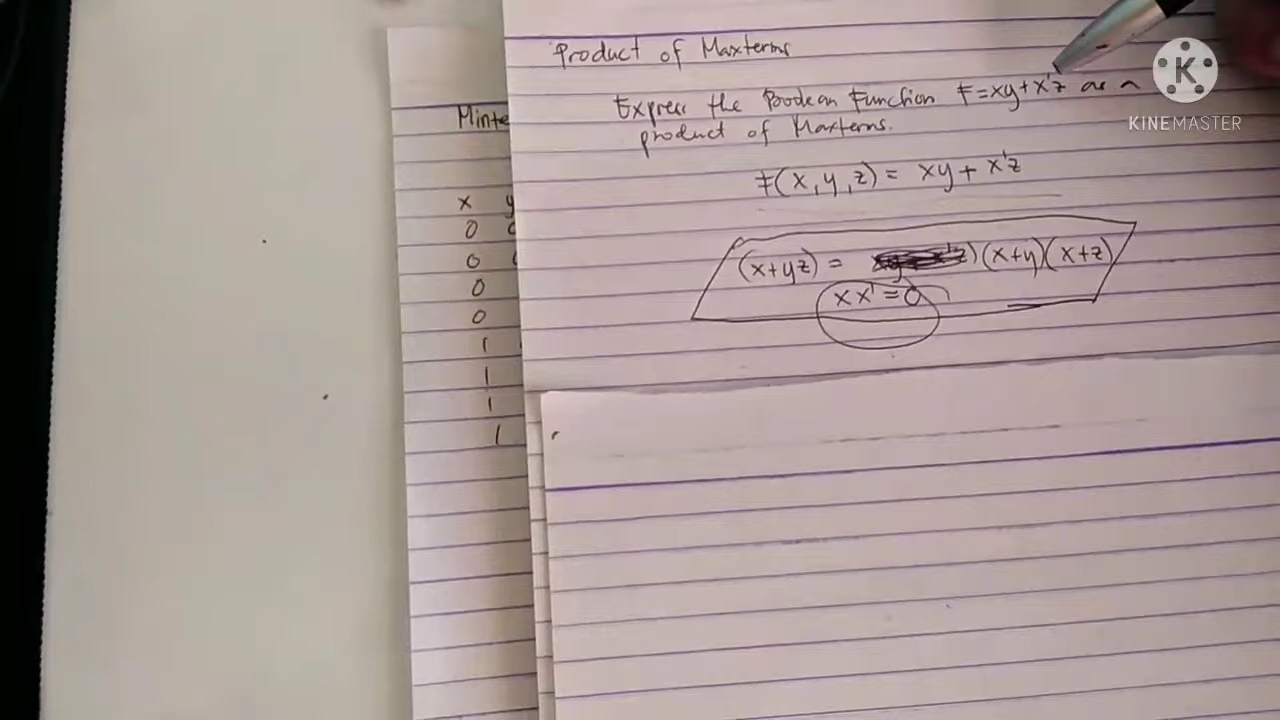 Product of Maxterms
Express the Boolean Function F=xy+x'z as a
product of Maxterms.
F(x,y,z) = xy+x'z
(x+yz) = (x+y)(x+z)
xx'=0
Minte
x y
0 0
0
0
0
1
1
1
1
K
KINEMASTER